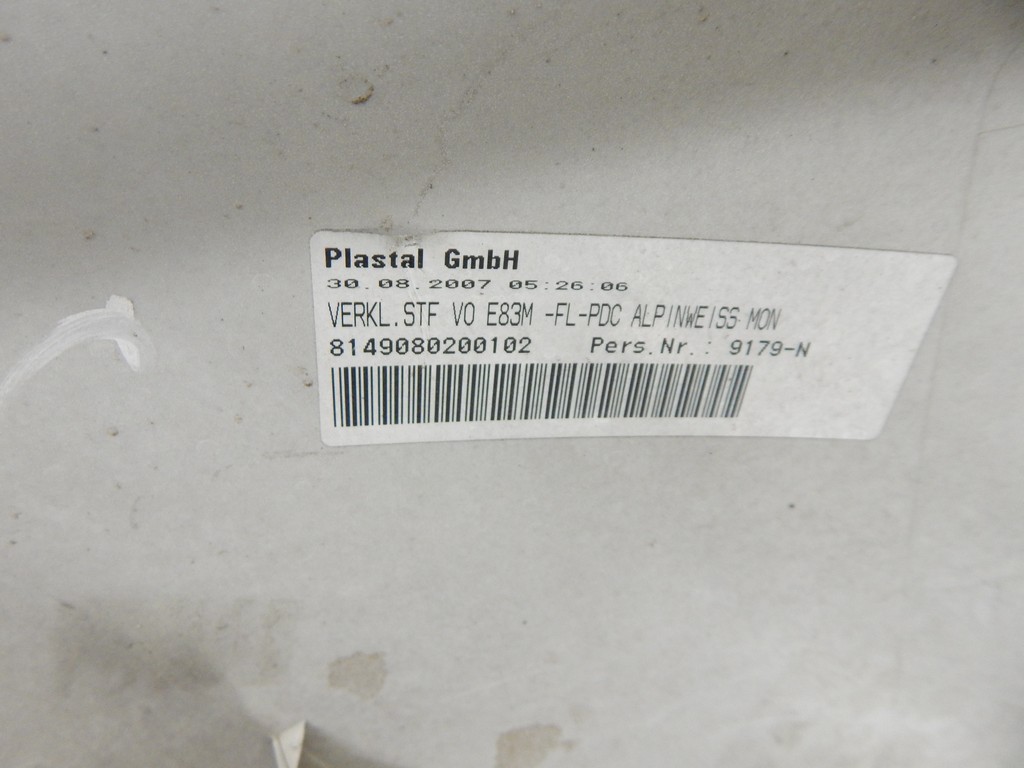 Plastal GmbH
30.08.2007 05:26:06
VERKL.STF VO E83M -FL-PDC ALPINWEISS MON
8149080200102 Pers.Nr.: 9179-N